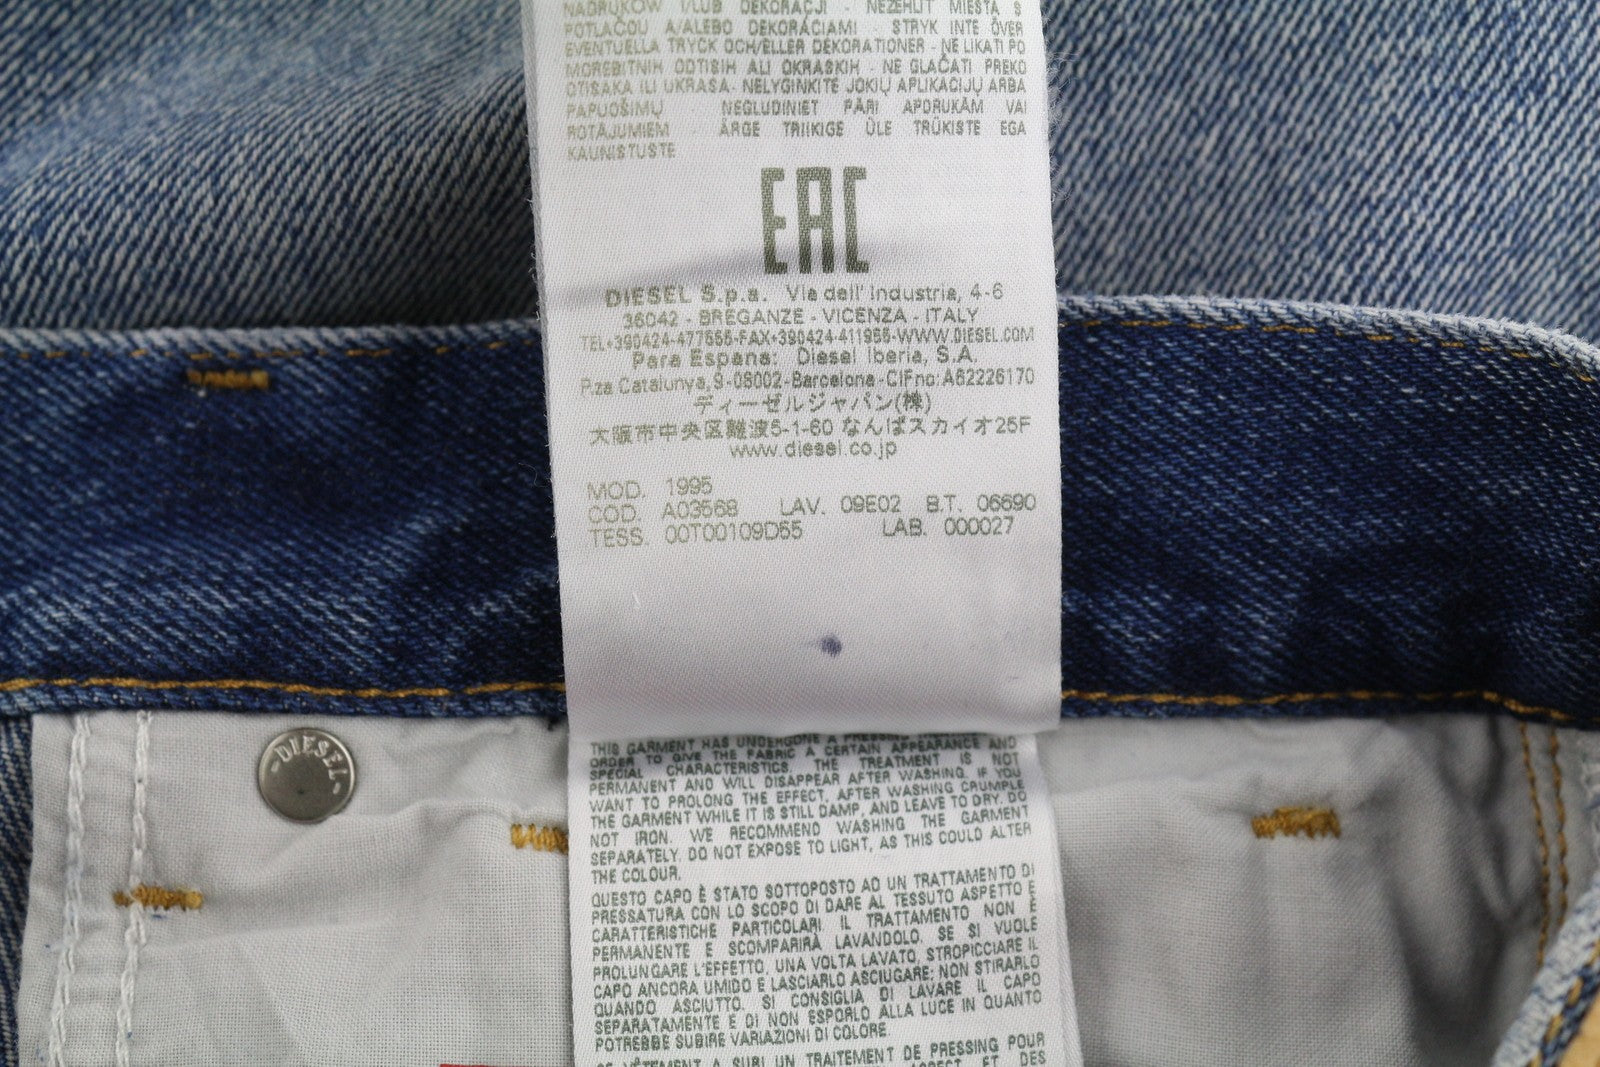 NADRUKÓW I/LUB DEKORACJI - NEZEHLIT MIESTA S
POTLAČOU A/ALEBO DEKORÁCIAMI - STRYK INTE ÖVER
EVENTUELLA TRYCK OCH/ELLER DEKORATIONER - NE LIKATI PO
MOREBITNIH ODTISIH ALI OKRASKIH - NE GLAČATI PREKO
OTISAKA ILI UKRASA - NELYGINKITE JOKIŲ APLIKACIJŲ ARBA
PAPUOŠIMŲ NEGLUDINIET PĀRI APDRUKĀM VAI
ROTĀJUMIEM - ÄRGE TRIIKIGE ÜLE TRÜKISTE EGA
KAUNISTUSTE
EAC
DIESEL S.p.a. Via dell' Industria, 4-6
36042 - BREGANZE - VICENZA - ITALY
TEL+390424-477555-FAX+390424-411955-WWW.DIESEL.COM
Para Espana: Diesel Iberia, S.A.
P.za Catalunya,9-08002-Barcelona-CIFno:A62226170
ディーゼルジャパン(株)
大阪市中央区難波5-1-60 なんばスカイオ25F
www.diesel.co.jp
MOD. 1995
COD. A03568 LAV. 09E02 B.T. 06690
TESS. 00T00109D65 LAB. 000027
THIS GARMENT HAS UNDERGONE A PRESSING
ORDER TO GIVE THE FABRIC A CERTAIN APPEARANCE AND
SPECIAL CHARACTERISTICS. THE TREATMENT IS NOT
PERMANENT AND WILL DISAPPEAR AFTER WASHING. IF YOU
WANT TO PROLONG THE EFFECT, AFTER WASHING CRUMPLE
THE GARMENT WHILE IT IS STILL DAMP, AND LEAVE TO DRY. DO
NOT IRON. WE RECOMMEND WASHING THE GARMENT
SEPARATELY. DO NOT EXPOSE TO LIGHT, AS THIS COULD ALTER
THE COLOUR.
QUESTO CAPO È STATO SOTTOPOSTO AD UN TRATTAMENTO DI
PRESSATURA CON LO SCOPO DI DARE AL TESSUTO ASPETTO E
CARATTERISTICHE PARTICOLARI. IL TRATTAMENTO NON È
PERMANENTE E SCOMPARIRÀ LAVANDOLO. SE SI VUOLE
PROLUNGARE L'EFFETTO, UNA VOLTA LAVATO, STROPICCIARE IL
CAPO ANCORA UMIDO E LASCIARLO ASCIUGARE; NON STIRARLO
QUANDO ASCIUTTO. SI CONSIGLIA DI LAVARE IL CAPO
SEPARATAMENTE E DI NON ESPORLO ALLA LUCE IN QUANTO
POTREBBE SUBIRE VARIAZIONI DI COLORE.
CE VÊTEMENT A SUBI UN TRAITEMENT DE PRESSING POUR
ASPECT ET DES
-DIESEL-